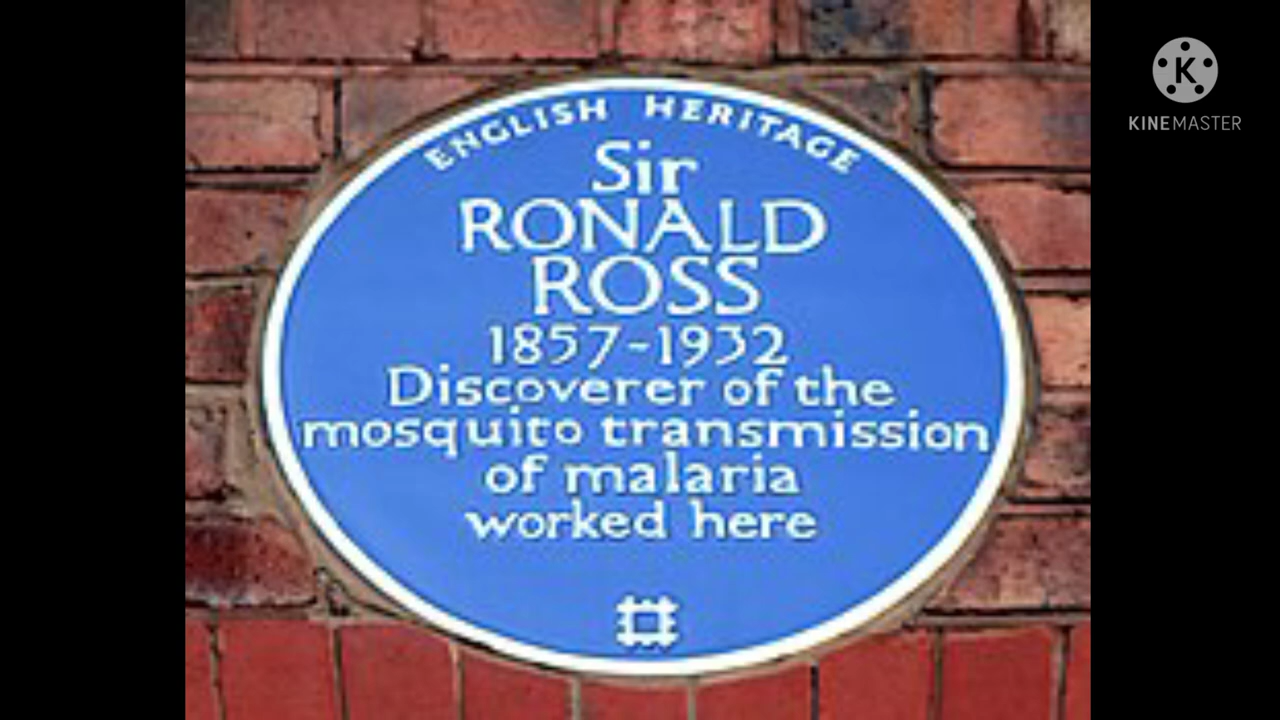 ENGLISH HERITAGE
Sir
RONALD
ROSS
1857-1932
Discoverer of the
mosquito transmission
of malaria
worked here
K
KINEMASTER